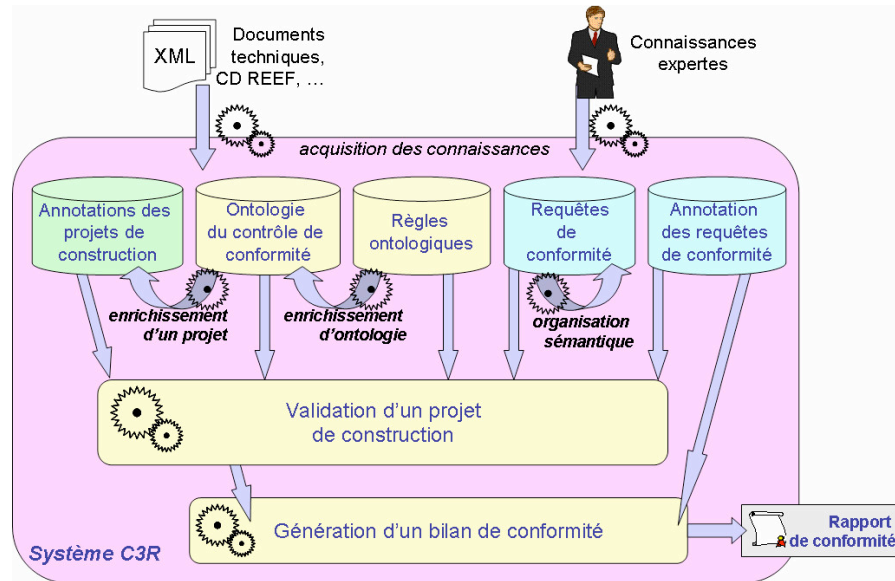 XML
Documents
techniques,
CD REEF, …
Connaissances
expertes
acquisition des connaissances
Annotations des
projets de
construction
Ontologie
du contrôle de
conformité
Règles
ontologiques
Requêtes
de
conformité
Annotation
des requêtes
de conformité
enrichissement
d'un projet
enrichissement
d'ontologie
organisation
sémantique
Validation d'un projet
de construction
Génération d'un bilan de conformité
Système C3R
Rapport
de conformité